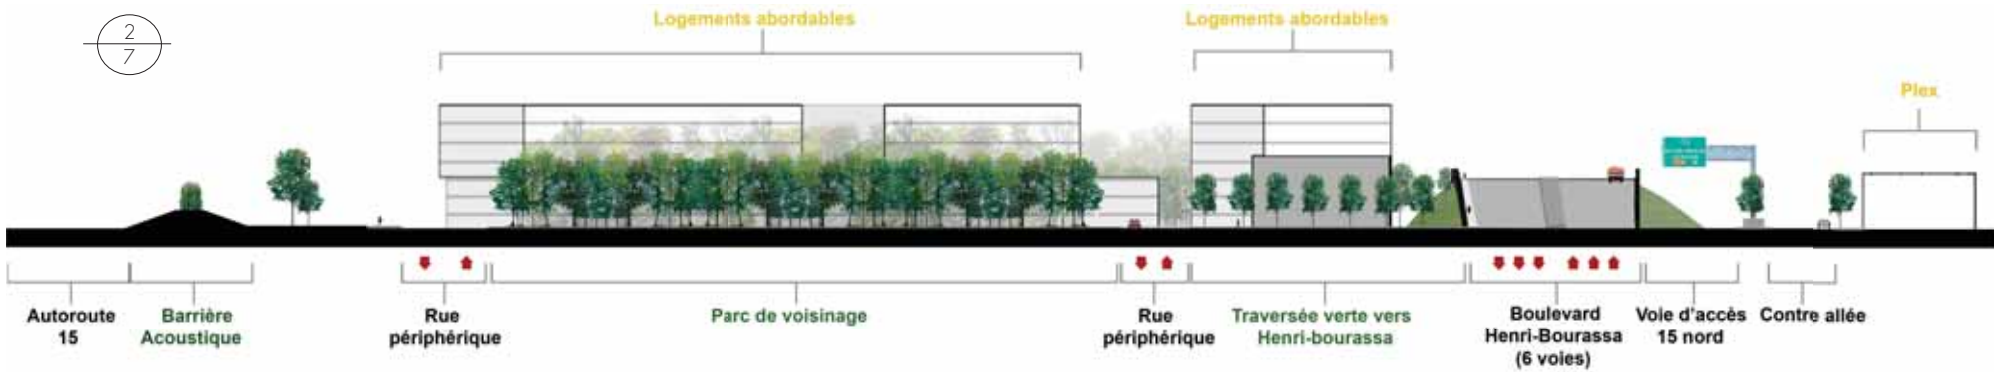 2
7
Logements abordables
Logements abordables
Plex
Autoroute
15
Barrière
Acoustique
Rue
périphérique
Parc de voisinage
Rue
périphérique
Traversée verte vers
Henri-bourassa
Boulevard
Henri-Bourassa
(6 voies)
Voie d'accès
15 nord
Contre allée